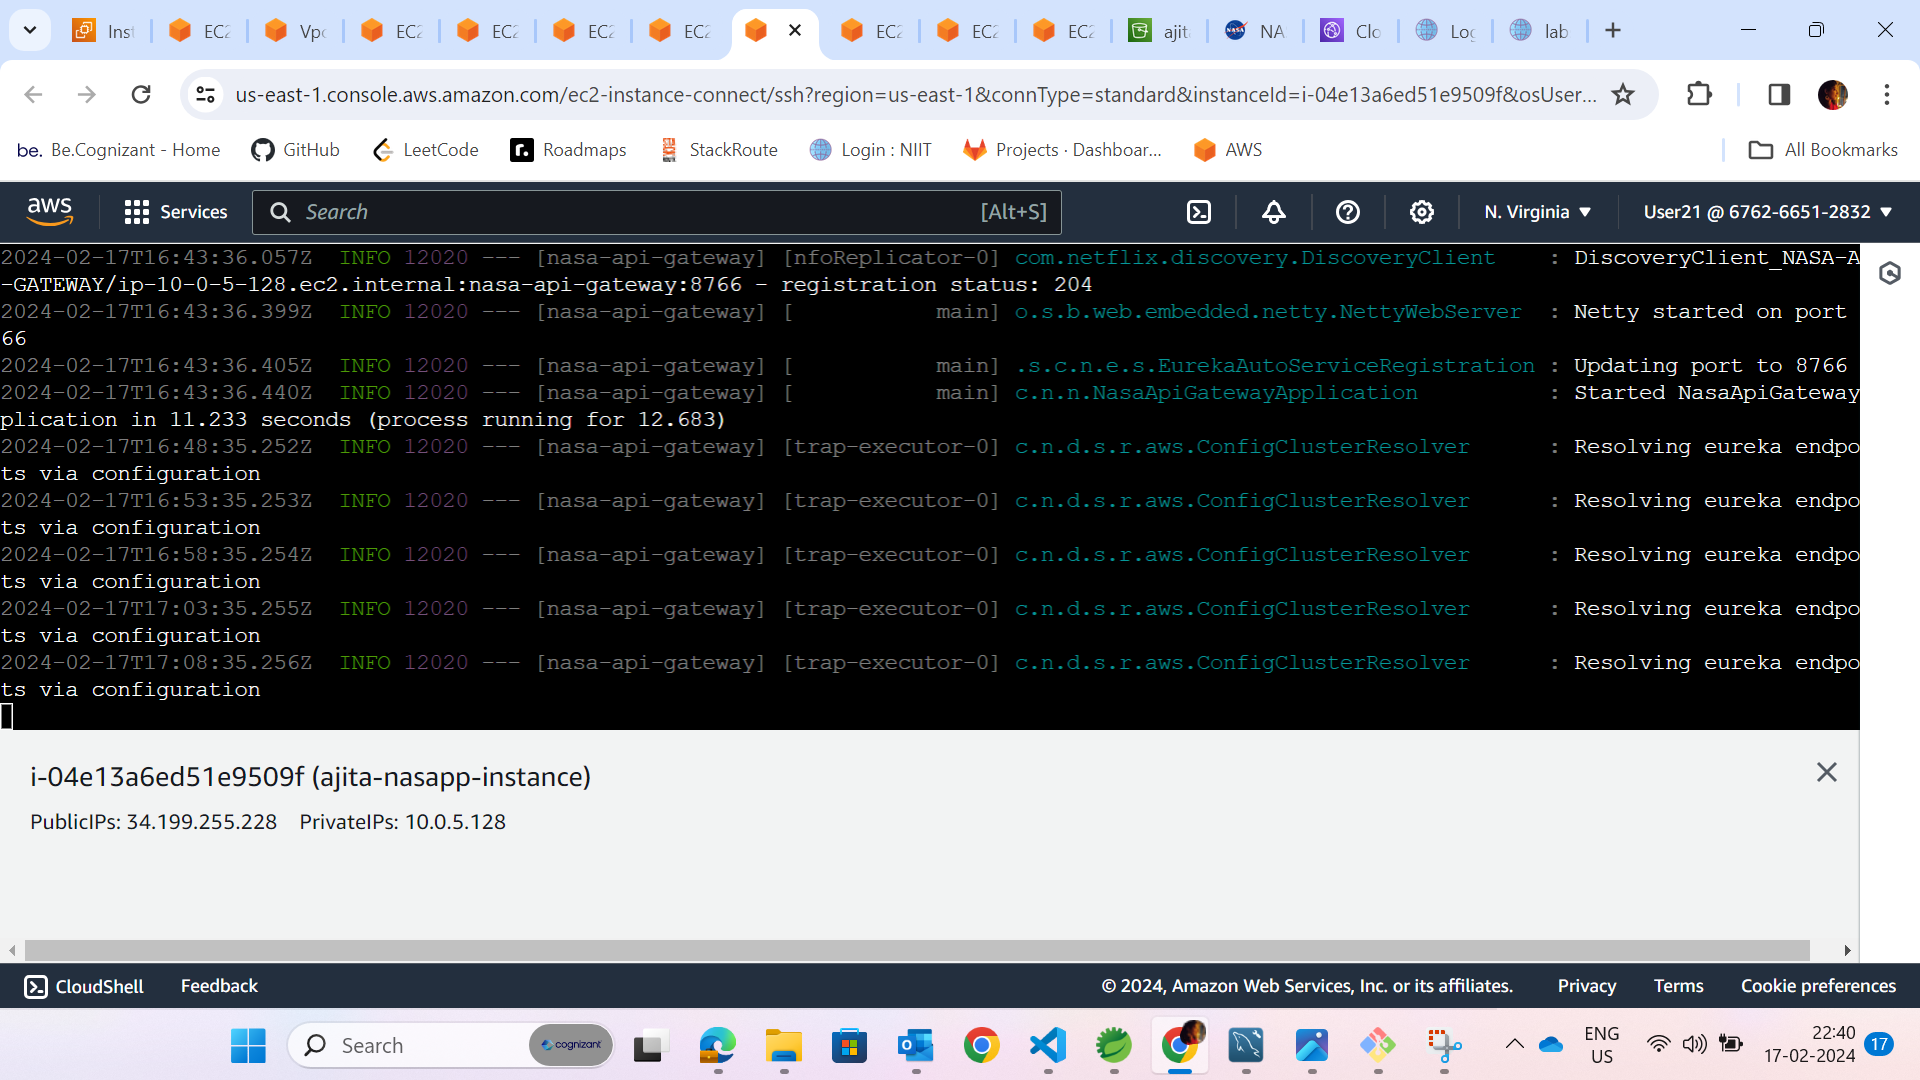 Inst
EC2
Vpc
EC2
EC2
EC2
EC2
EC2
EC2
EC2
ajita
NA
Clo
Log
lab
us-east-1.console.aws.amazon.com/ec2-instance-connect/ssh?region=us-east-1&connType=standard&instanceId=i-04e13a6ed51e9509f&osUser...
be. Be.Cognizant - Home
GitHub
LeetCode
Roadmaps
StackRoute
Login : NIIT
Projects · Dashboar...
AWS
All Bookmarks
aws
Services
Search
[Alt+S]
N. Virginia
User21 @ 6762-6651-2832
2024-02-17T16:43:36.057Z  INFO 12020 --- [nasa-api-gateway] [nfoReplicator-0] com.netflix.discovery.DiscoveryClient    : DiscoveryClient_NASA-A
-GATEWAY/ip-10-0-5-128.ec2.internal:nasa-api-gateway:8766 - registration status: 204
2024-02-17T16:43:36.399Z  INFO 12020 --- [nasa-api-gateway] [           main] o.s.b.web.embedded.netty.NettyWebServer  : Netty started on port
66
2024-02-17T16:43:36.405Z  INFO 12020 --- [nasa-api-gateway] [           main] .s.c.n.e.s.EurekaAutoServiceRegistration : Updating port to 8766
2024-02-17T16:43:36.440Z  INFO 12020 --- [nasa-api-gateway] [           main] c.n.n.NasaApiGatewayApplication          : Started NasaApiGateway
plication in 11.233 seconds (process running for 12.683)
2024-02-17T16:48:35.252Z  INFO 12020 --- [nasa-api-gateway] [trap-executor-0] c.n.d.s.r.aws.ConfigClusterResolver      : Resolving eureka endpo
ts via configuration
2024-02-17T16:53:35.253Z  INFO 12020 --- [nasa-api-gateway] [trap-executor-0] c.n.d.s.r.aws.ConfigClusterResolver      : Resolving eureka endpo
ts via configuration
2024-02-17T16:58:35.254Z  INFO 12020 --- [nasa-api-gateway] [trap-executor-0] c.n.d.s.r.aws.ConfigClusterResolver      : Resolving eureka endpo
ts via configuration
2024-02-17T17:03:35.255Z  INFO 12020 --- [nasa-api-gateway] [trap-executor-0] c.n.d.s.r.aws.ConfigClusterResolver      : Resolving eureka endpo
ts via configuration
2024-02-17T17:08:35.256Z  INFO 12020 --- [nasa-api-gateway] [trap-executor-0] c.n.d.s.r.aws.ConfigClusterResolver      : Resolving eureka endpo
ts via configuration
i-04e13a6ed51e9509f (ajita-nasapp-instance)
PublicIPs: 34.199.255.228 PrivateIPs: 10.0.5.128
CloudShell
Feedback
© 2024, Amazon Web Services, Inc. or its affiliates.
Privacy
Terms
Cookie preferences
Search
cognizant
ENG
US
22:40
17-02-2024
17